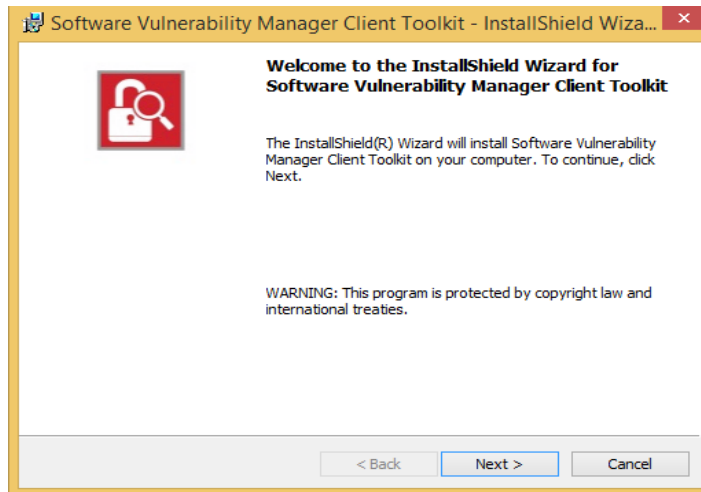 Software Vulnerability Manager Client Toolkit - InstallShield Wiza...
Welcome to the InstallShield Wizard for
Software Vulnerability Manager Client Toolkit
The InstallShield(R) Wizard will install Software Vulnerability
Manager Client Toolkit on your computer. To continue, click
Next.
WARNING: This program is protected by copyright law and
international treaties.
< Back
Next >
Cancel